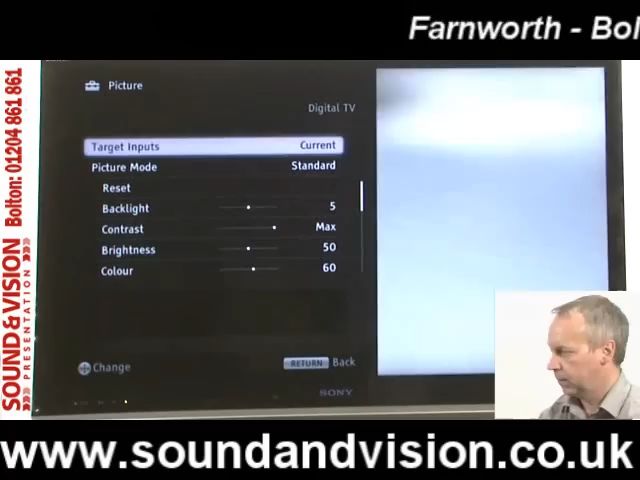 Farnworth - Bol
Bolton: 01204 861 861
SOUND & VISION
PRESENTATION
Picture
Digital TV
Target Inputs Current
Picture Mode Standard
Reset
Backlight 5
Contrast Max
Brightness 50
Colour 60
Change
RETURN Back
SONY
www.soundandvision.co.uk